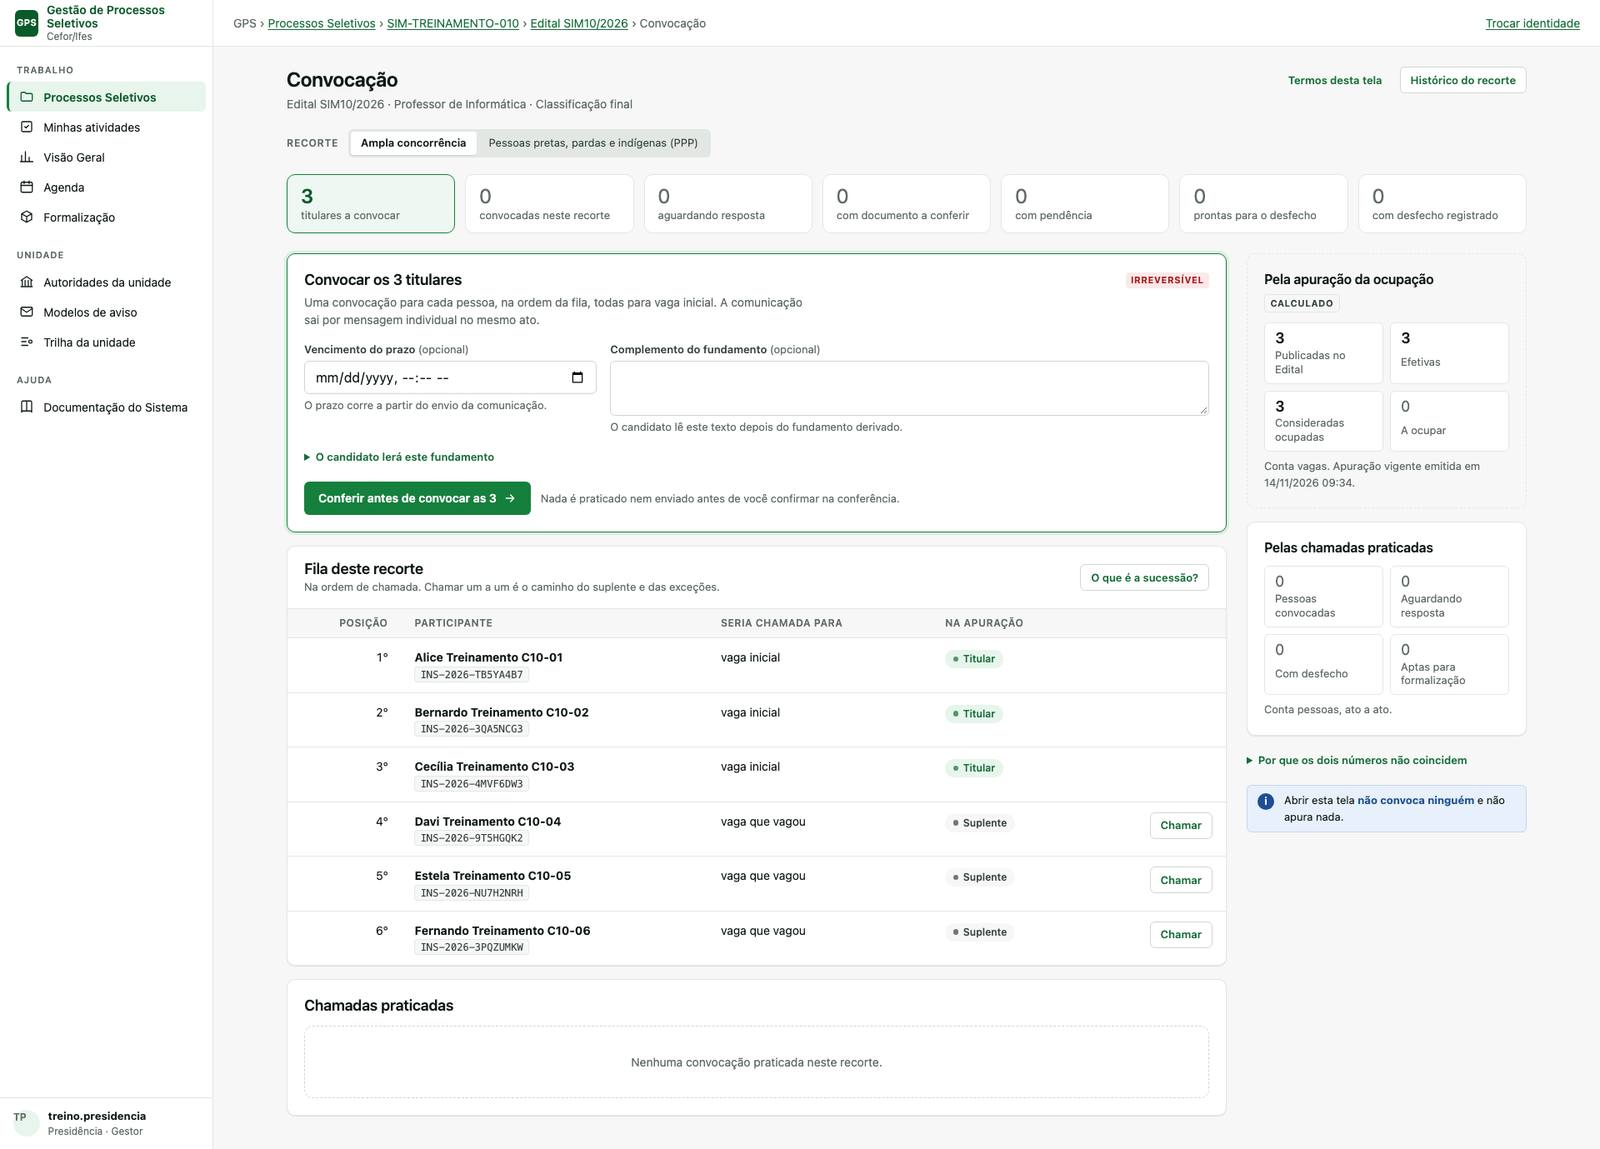 GPS
Gestão de Processos
Seletivos
Cefor/Ifes
GPS › Processos Seletivos › SIM-TREINAMENTO-010 › Edital SIM10/2026 › Convocação
Trocar identidade
TRABALHO
Processos Seletivos
Minhas atividades
Visão Geral
Agenda
Formalização
UNIDADE
Autoridades da unidade
Modelos de aviso
Trilha da unidade
AJUDA
Documentação do Sistema
TP
treino.presidencia
Presidência · Gestor
Convocação
Edital SIM10/2026 · Professor de Informática · Classificação final
Termos desta tela
Histórico do recorte
RECORTE
Ampla concorrência
Pessoas pretas, pardas e indígenas (PPP)
3
titulares a convocar
0
convocadas neste recorte
0
aguardando resposta
0
com documento a conferir
0
com pendência
0
prontas para o desfecho
0
com desfecho registrado
Convocar os 3 titulares
IRREVERSÍVEL
Uma convocação para cada pessoa, na ordem da fila, todas para vaga inicial. A comunicação
sai por mensagem individual no mesmo ato.
Vencimento do prazo (opcional)
mm/dd/yyyy, --:-- --
O prazo corre a partir do envio da comunicação.
Complemento do fundamento (opcional)
O candidato lê este texto depois do fundamento derivado.
O candidato lerá este fundamento
Conferir antes de convocar as 3 →
Nada é praticado nem enviado antes de você confirmar na conferência.
Fila deste recorte
Na ordem de chamada. Chamar um a um é o caminho do suplente e das exceções.
O que é a sucessão?
POSIÇÃO PARTICIPANTE SERIA CHAMADA PARA NA APURAÇÃO
1º Alice Treinamento C10-01 vaga inicial Titular
INS-2026-TB5YA4B7
2º Bernardo Treinamento C10-02 vaga inicial Titular
INS-2026-3QA5NCG3
3º Cecília Treinamento C10-03 vaga inicial Titular
INS-2026-4MVF6DW3
4º Davi Treinamento C10-04 vaga que vagou Suplente Chamar
INS-2026-9T5HGQK2
5º Estela Treinamento C10-05 vaga que vagou Suplente Chamar
INS-2026-NU7H2NRH
6º Fernando Treinamento C10-06 vaga que vagou Suplente Chamar
INS-2026-3PQZUMKW
Chamadas praticadas
Nenhuma convocação praticada neste recorte.
Pela apuração da ocupação
CALCULADO
3
Publicadas no
Edital
3
Efetivas
3
Consideradas
ocupadas
0
A ocupar
Conta vagas. Apuração vigente emitida em
14/11/2026 09:34.
Pelas chamadas praticadas
0
Pessoas
convocadas
0
Aguardando
resposta
0
Com desfecho
0
Aptas para
formalização
Conta pessoas, ato a ato.
Por que os dois números não coincidem
i
Abrir esta tela não convoca ninguém e não
apura nada.